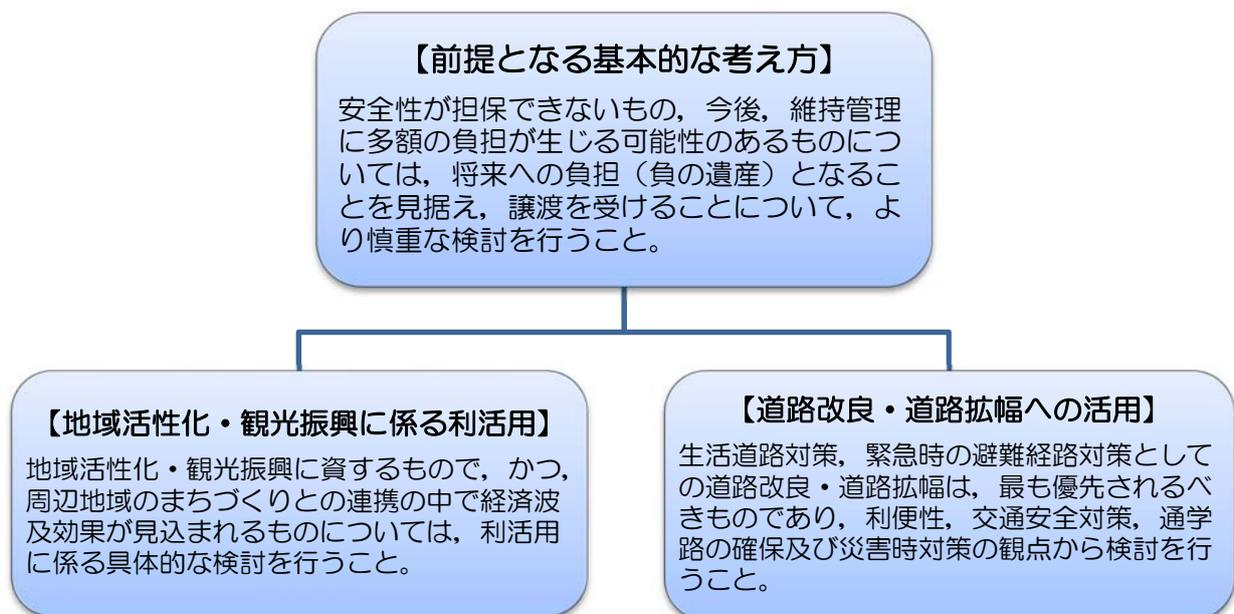 【前提となる基本的な考え方】
安全性が担保できないもの，今後，維持管理
に多額の負担が生じる可能性のあるものにつ
いては，将来への負担（負の遺産）となるこ
とを見据え，譲渡を受けることについて，よ
り慎重な検討を行うこと。
【地域活性化・観光振興に係る利活用】
地域活性化・観光振興に資するもので，かつ，
周辺地域のまちづくりとの連携の中で経済波
及効果が見込まれるものについては，利活用
に係る具体的な検討を行うこと。
【道路改良・道路拡幅への活用】
生活道路対策，緊急時の避難経路対策として
の道路改良・道路拡幅は，最も優先されるべ
きものであり，利便性，交通安全対策，通学
路の確保及び災害時対策の観点から検討を行
うこと。